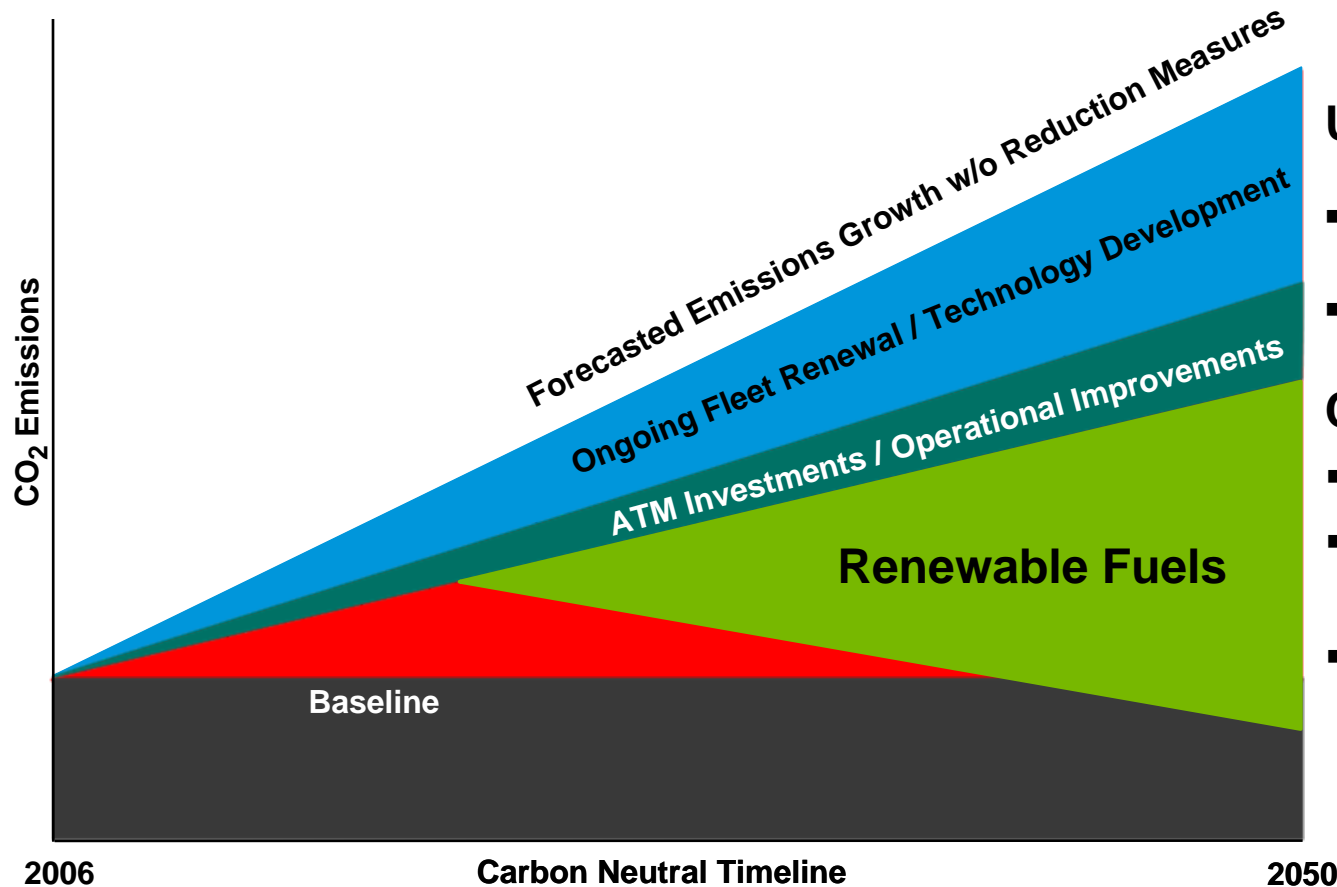 Forecasted Emissions Growth w/o Reduction Measures
Ongoing Fleet Renewal / Technology Development
ATM Investments / Operational Improvements
Renewable Fuels
Baseline
CO2 Emissions
2006
Carbon Neutral Timeline
2050